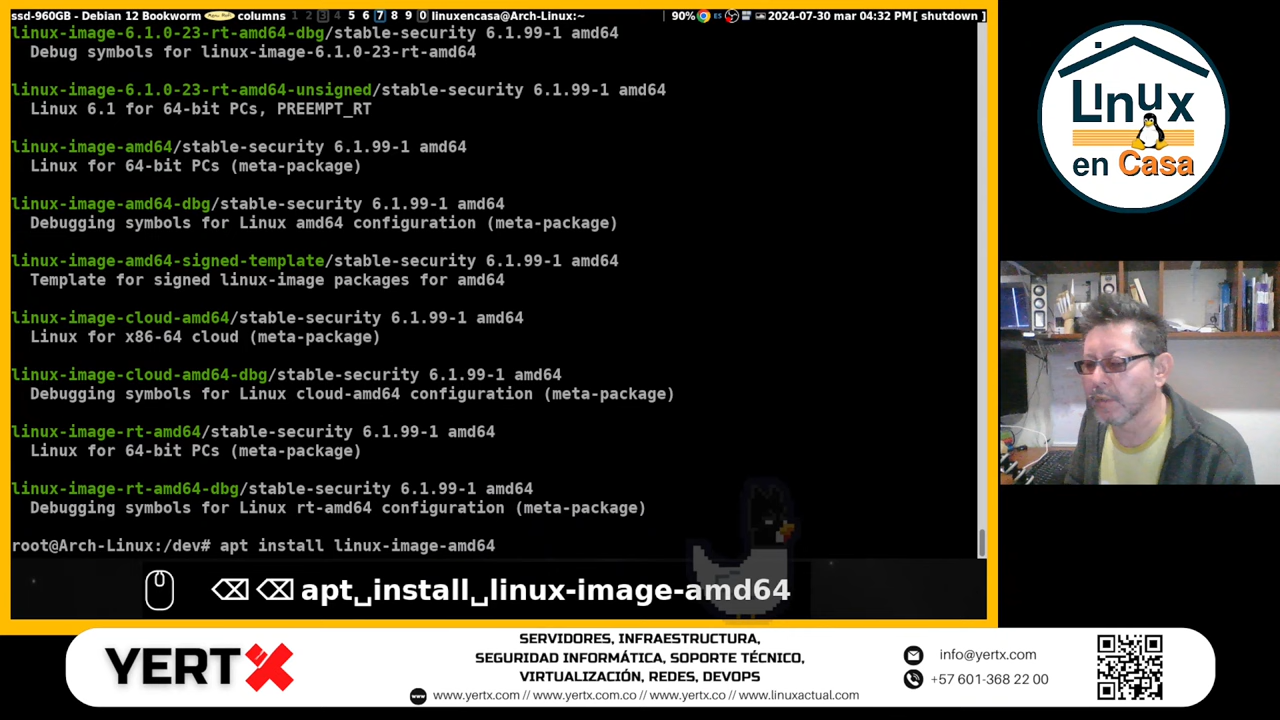 ssd-960GB - Debian 12 Bookworm columns 1 2 3 4 5 6 7 8 9 0 linuxencasa@Arch-Linux:~ 90% ES 2024-07-30 mar 04:32 PM[ shutdown ]
linux-image-6.1.0-23-rt-amd64-dbg/stable-security 6.1.99-1 amd64
Debug symbols for linux-image-6.1.0-23-rt-amd64
linux-image-6.1.0-23-rt-amd64-unsigned/stable-security 6.1.99-1 amd64
Linux 6.1 for 64-bit PCs, PREEMPT_RT
linux-image-amd64/stable-security 6.1.99-1 amd64
Linux for 64-bit PCs (meta-package)
linux-image-amd64-dbg/stable-security 6.1.99-1 amd64
Debugging symbols for Linux amd64 configuration (meta-package)
linux-image-amd64-signed-template/stable-security 6.1.99-1 amd64
Template for signed linux-image packages for amd64
linux-image-cloud-amd64/stable-security 6.1.99-1 amd64
Linux for x86-64 cloud (meta-package)
linux-image-cloud-amd64-dbg/stable-security 6.1.99-1 amd64
Debugging symbols for Linux cloud-amd64 configuration (meta-package)
linux-image-rt-amd64/stable-security 6.1.99-1 amd64
Linux for 64-bit PCs (meta-package)
linux-image-rt-amd64-dbg/stable-security 6.1.99-1 amd64
Debugging symbols for Linux rt-amd64 configuration (meta-package)
root@Arch-Linux:/dev# apt install linux-image-amd64
⌫⌫apt␣install␣linux-image-amd64
Linux
en Casa
YERTX
SERVIDORES, INFRAESTRUCTURA,
SEGURIDAD INFORMÁTICA, SOPORTE TÉCNICO,
VIRTUALIZACIÓN, REDES, DEVOPS
www.yertx.com // www.yertx.com.co // www.yertx.co // www.linuxactual.com
info@yertx.com
+57 601-368 22 00